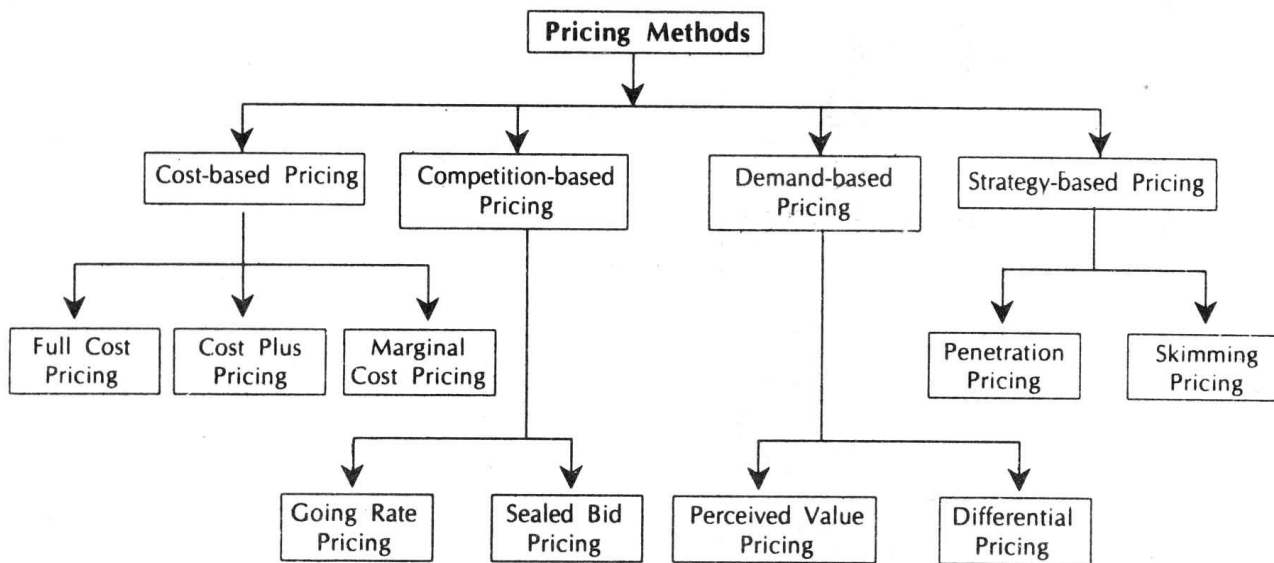 Pricing Methods
Cost-based Pricing
Competition-based
Pricing
Demand-based
Pricing
Strategy-based Pricing
Full Cost
Pricing
Cost Plus
Pricing
Marginal
Cost Pricing
Penetration
Pricing
Skimming
Pricing
Going Rate
Pricing
Sealed Bid
Pricing
Perceived Value
Pricing
Differential
Pricing